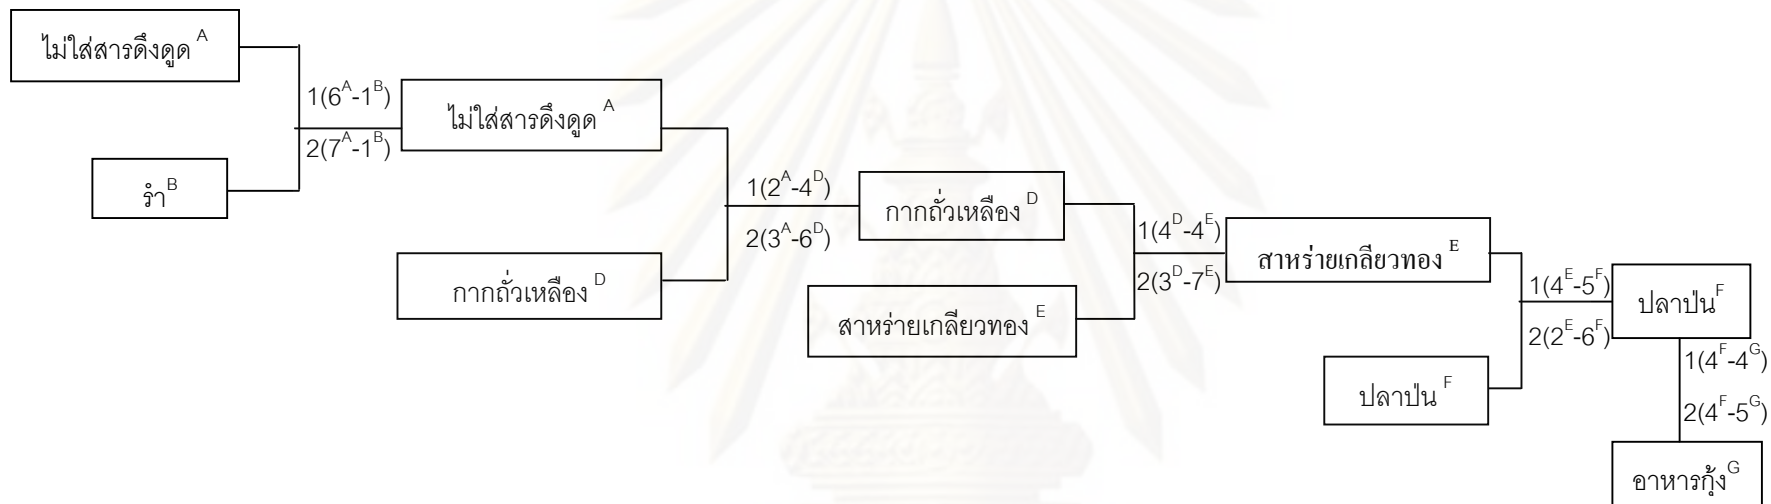 ไม่ใส่สารดึงดูด A
1(6A-1B)
2(7A-1B)
รำB
ไม่ใส่สารดึงดูด A
1(2A-4D)
2(3A-6D)
กากถั่วเหลือง D
กากถั่วเหลือง D
1(4D-4E)
2(3D-7E)
สาหร่ายเกลียวทอง E
สาหร่ายเกลียวทอง E
1(4E-5F)
2(2E-6F)
ปลาป่น F
ปลาป่นF
1(4F-4G)
2(4F-5G)
อาหารกุ้งG